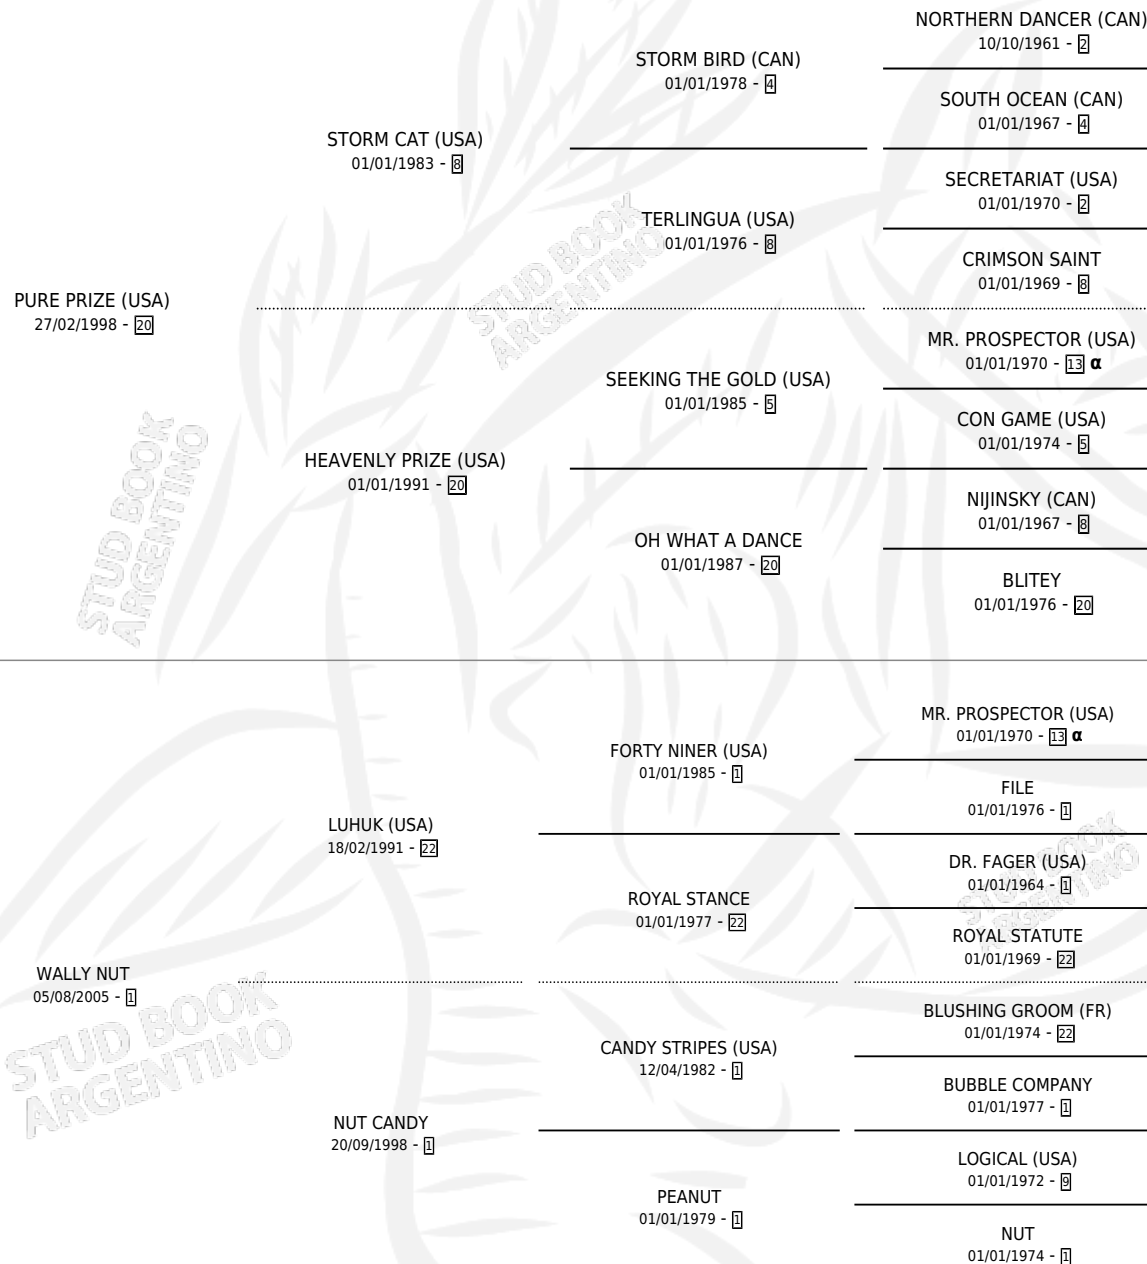 NORTHERN DANCER (CAN)
10/10/1961 - 2
STORM BIRD (CAN)
01/01/1978 - 4
SOUTH OCEAN (CAN)
01/01/1967 - 4
STORM CAT (USA)
01/01/1983 - 8
SECRETARIAT (USA)
01/01/1970 - 2
TERLINGUA (USA)
01/01/1976 - 8
CRIMSON SAINT
01/01/1969 - 8
PURE PRIZE (USA)
27/02/1998 - 20
MR. PROSPECTOR (USA)
01/01/1970 - 13 α
SEEKING THE GOLD (USA)
01/01/1985 - 5
CON GAME (USA)
01/01/1974 - 5
HEAVENLY PRIZE (USA)
01/01/1991 - 20
NIJINSKY (CAN)
01/01/1967 - 8
OH WHAT A DANCE
01/01/1987 - 20
BLITEY
01/01/1976 - 20
MR. PROSPECTOR (USA)
01/01/1970 - 13 α
FORTY NINER (USA)
01/01/1985 - 1
FILE
01/01/1976 - 1
LUHUK (USA)
18/02/1991 - 22
DR. FAGER (USA)
01/01/1964 - 1
ROYAL STANCE
01/01/1977 - 22
ROYAL STATUTE
01/01/1969 - 22
WALLY NUT
05/08/2005 - 1
BLUSHING GROOM (FR)
01/01/1974 - 22
CANDY STRIPES (USA)
12/04/1982 - 1
BUBBLE COMPANY
01/01/1977 - 1
NUT CANDY
20/09/1998 - 1
LOGICAL (USA)
01/01/1972 - 9
PEANUT
01/01/1979 - 1
NUT
01/01/1974 - 1
STUD BOOK
ARGENTINO
STUD BOOK
ARGENTINO
STUD BOOK
ARGENTINO
STUD BOOK
ARGENTINO